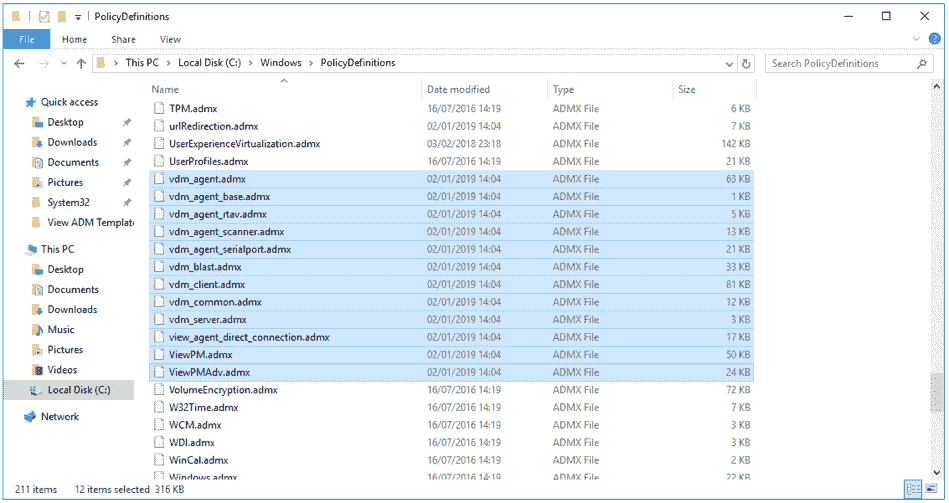 PolicyDefinitions
File Home Share View
This PC Local Disk (C:) Windows PolicyDefinitions Search PolicyDefinitions
Quick access
Desktop
Downloads
Documents
Pictures
System32
View ADM Template
This PC
Desktop
Documents
Downloads
Music
Pictures
Videos
Local Disk (C:)
Network
Name Date modified Type Size
TPM.admx 16/07/2016 14:19 ADMX File 6 KB
urlRedirection.admx 02/01/2019 14:04 ADMX File 7 KB
UserExperienceVirtualization.admx 03/02/2018 23:18 ADMX File 142 KB
UserProfiles.admx 16/07/2016 14:19 ADMX File 21 KB
vdm_agent.admx 02/01/2019 14:04 ADMX File 63 KB
vdm_agent_base.admx 02/01/2019 14:04 ADMX File 1 KB
vdm_agent_rtav.admx 02/01/2019 14:04 ADMX File 5 KB
vdm_agent_scanner.admx 02/01/2019 14:04 ADMX File 13 KB
vdm_agent_serialport.admx 02/01/2019 14:04 ADMX File 21 KB
vdm_blast.admx 02/01/2019 14:04 ADMX File 33 KB
vdm_client.admx 02/01/2019 14:04 ADMX File 81 KB
vdm_common.admx 02/01/2019 14:04 ADMX File 12 KB
vdm_server.admx 02/01/2019 14:04 ADMX File 3 KB
view_agent_direct_connection.admx 02/01/2019 14:04 ADMX File 17 KB
ViewPM.admx 02/01/2019 14:04 ADMX File 50 KB
ViewPMAdv.admx 02/01/2019 14:04 ADMX File 24 KB
VolumeEncryption.admx 16/07/2016 14:19 ADMX File 72 KB
W32Time.admx 16/07/2016 14:19 ADMX File 7 KB
WCM.admx 16/07/2016 14:19 ADMX File 3 KB
WDI.admx 16/07/2016 14:19 ADMX File 3 KB
WinCal.admx 16/07/2016 14:19 ADMX File 2 KB
Windows.admx 16/07/2016 14:19 ADMX File 22 KB
211 items 12 items selected 316 KB